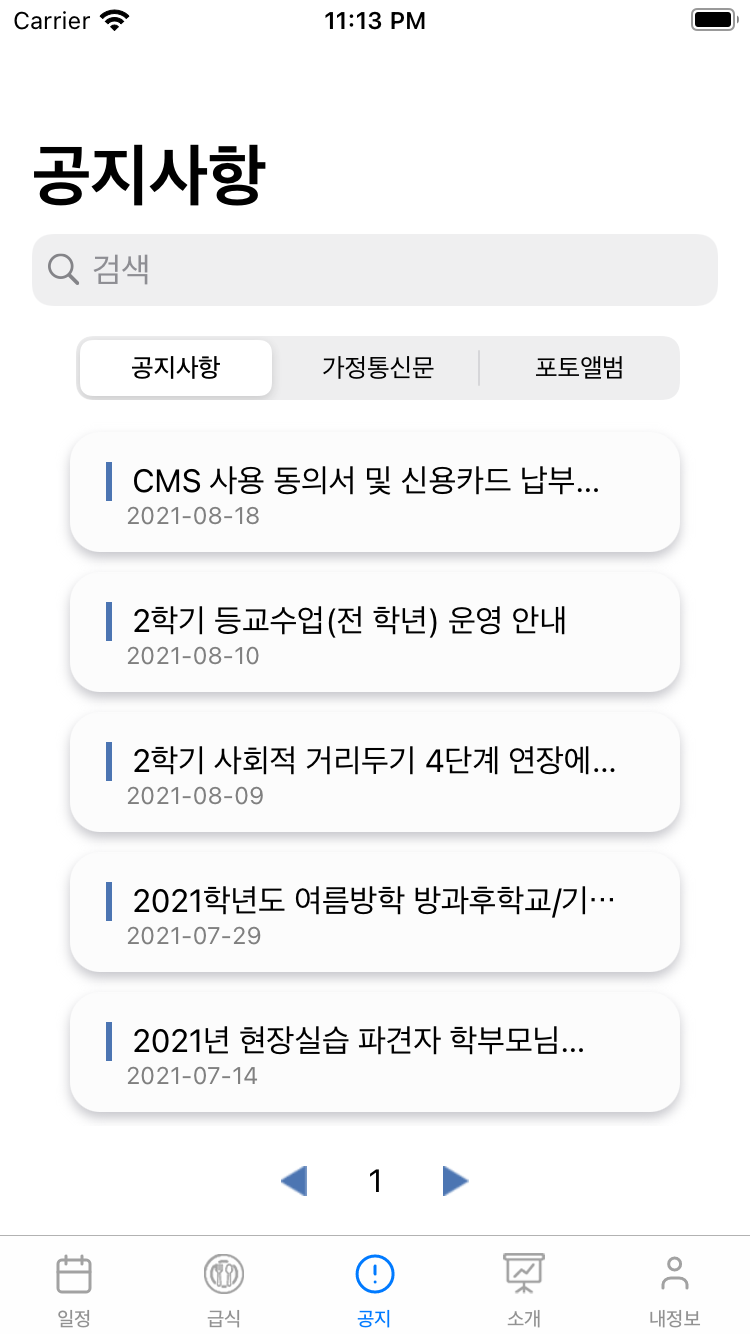 Carrier 11:13 PM
공지사항
검색
공지사항 가정통신문 포토앨범
CMS 사용 동의서 및 신용카드 납부...
2021-08-18
2학기 등교수업(전 학년) 운영 안내
2021-08-10
2학기 사회적 거리두기 4단계 연장에...
2021-08-09
2021학년도 여름방학 방과후학교/기...
2021-07-29
2021년 현장실습 파견자 학부모님...
2021-07-14
1
일정 급식 공지 소개 내정보